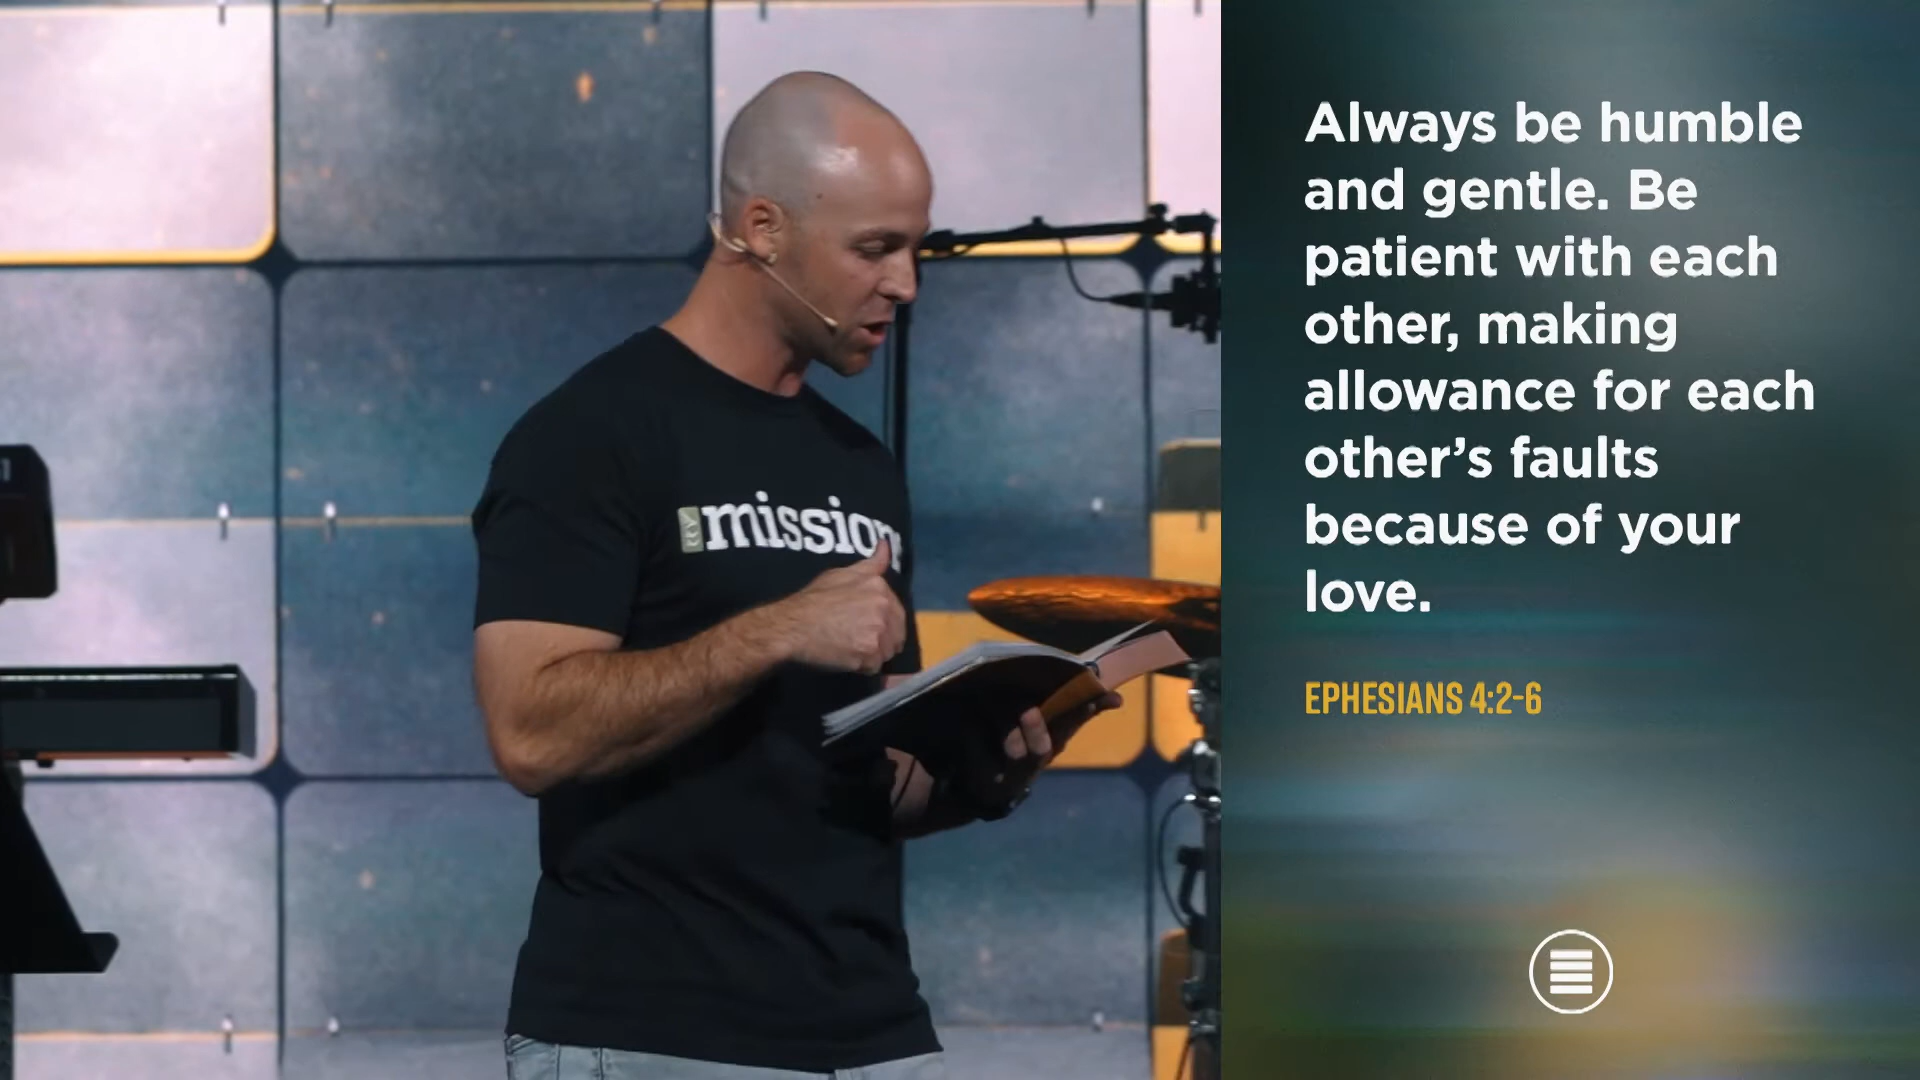 mission
Always be humble
and gentle. Be
patient with each
other, making
allowance for each
other’s faults
because of your
love.
EPHESIANS 4:2-6